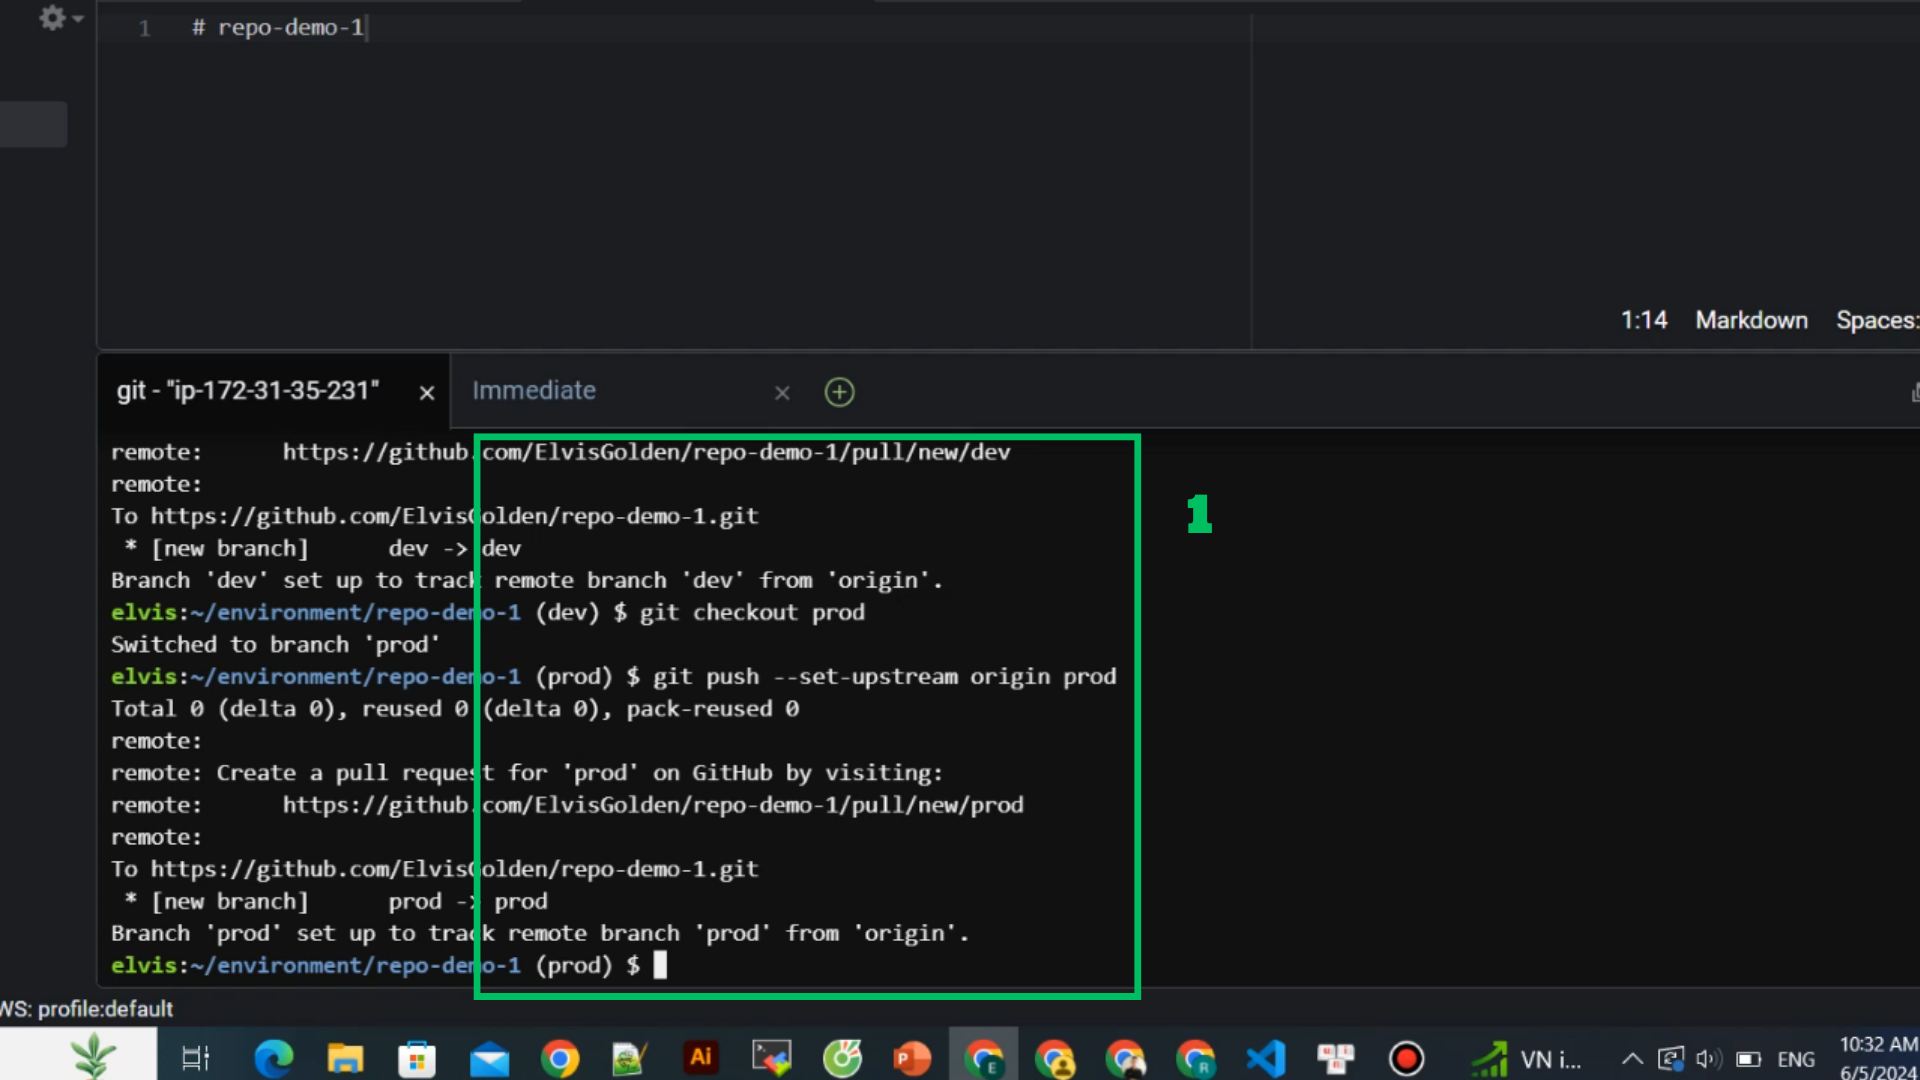 1 # repo-demo-1
1:14 Markdown Spaces:
git - "ip-172-31-35-231" × Immediate ×
remote: https://github.com/ElvisGolden/repo-demo-1/pull/new/dev
remote:
To https://github.com/ElvisGolden/repo-demo-1.git
* [new branch] dev -> dev
Branch 'dev' set up to track remote branch 'dev' from 'origin'.
elvis:~/environment/repo-demo-1 (dev) $ git checkout prod
Switched to branch 'prod'
elvis:~/environment/repo-demo-1 (prod) $ git push --set-upstream origin prod
Total 0 (delta 0), reused 0 (delta 0), pack-reused 0
remote:
remote: Create a pull request for 'prod' on GitHub by visiting:
remote: https://github.com/ElvisGolden/repo-demo-1/pull/new/prod
remote:
To https://github.com/ElvisGolden/repo-demo-1.git
* [new branch] prod -> prod
Branch 'prod' set up to track remote branch 'prod' from 'origin'.
elvis:~/environment/repo-demo-1 (prod) $
1
WS: profile:default
Ai
P
E
R
VN i...
ENG
10:32 AM
6/5/2024